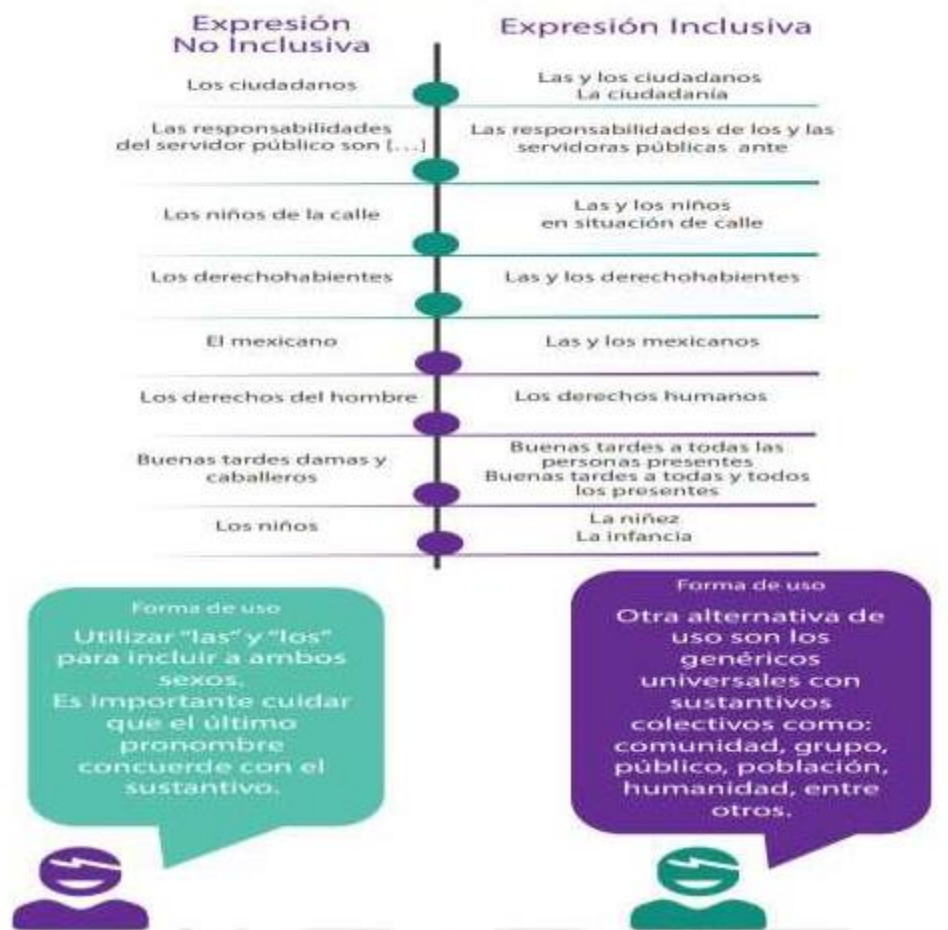 Expresión
No Inclusiva
Expresión Inclusiva
Los ciudadanos
Las y los ciudadanos
La ciudadanía
Las responsabilidades
del servidor público son [...]
Las responsabilidades de los y las
servidoras públicas ante
Los niños de la calle
Las y los niños
en situación de calle
Los derechohabientes
Las y los derechohabientes
El mexicano
Las y los mexicanos
Los derechos del hombre
Los derechos humanos
Buenas tardes damas y
caballeros
Buenas tardes a todas las
personas presentes
Buenas tardes a todas y todos
los presentes
Los niños
La niñez
La infancia
Forma de uso
Utilizar "las" y "los"
para incluir a ambos
sexos.
Es importante cuidar
que el último
pronombre
concuerde con el
sustantivo.
Forma de uso
Otra alternativa de
uso son los
genéricos
universales con
sustantivos
colectivos como:
comunidad, grupo,
público, población,
humanidad, entre
otros.